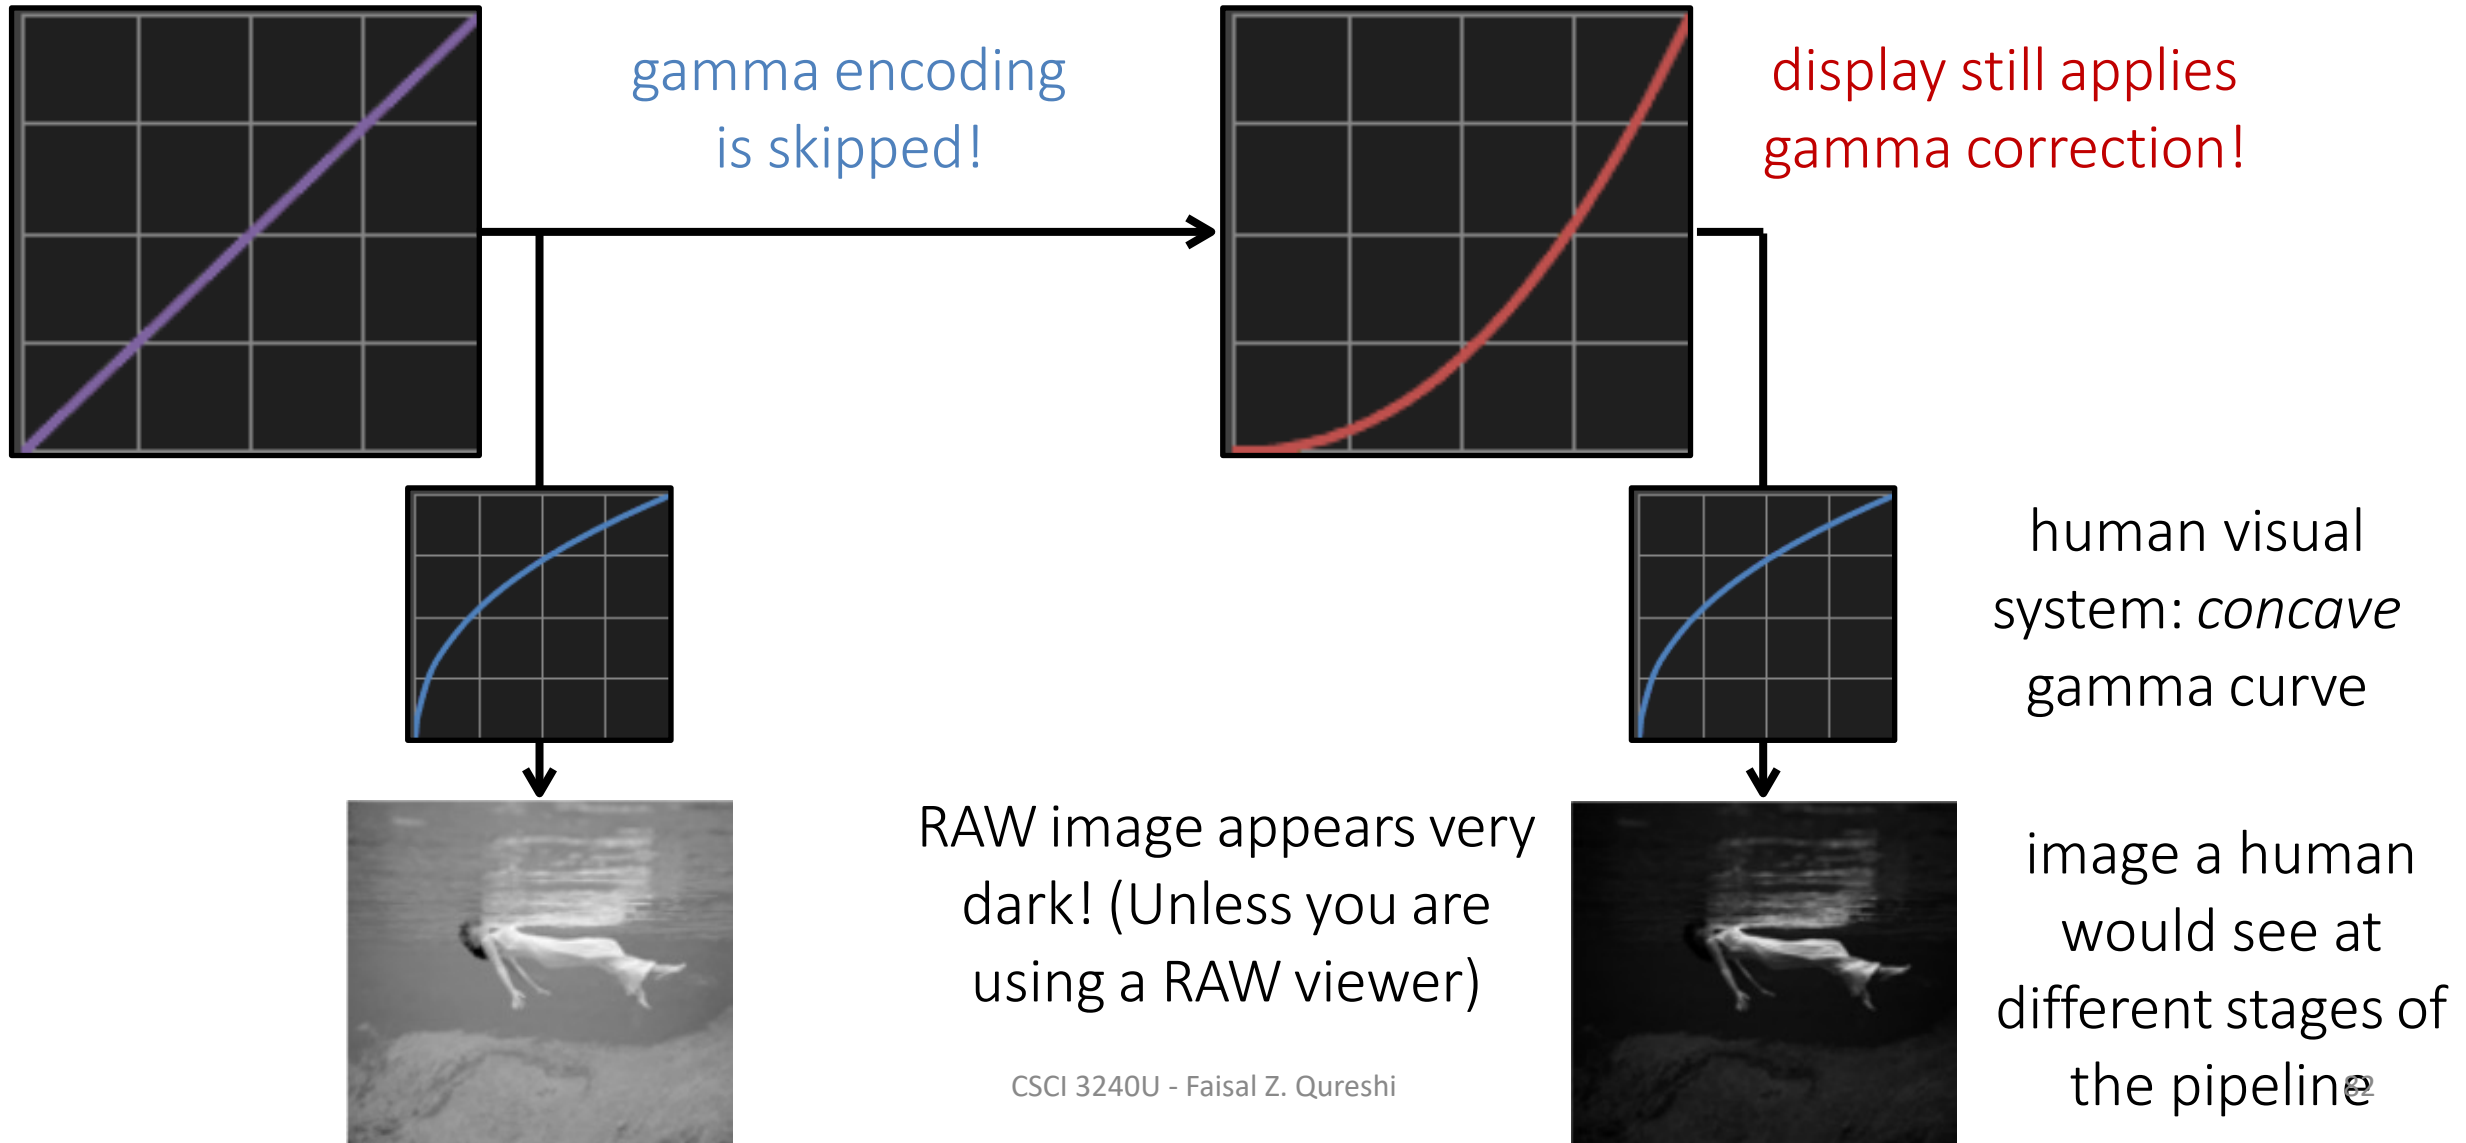 gamma encoding
is skipped!
display still applies
gamma correction!
human visual
system: concave
gamma curve
RAW image appears very
dark! (Unless you are
using a RAW viewer)
image a human
would see at
different stages of
the pipeline
CSCI 3240U - Faisal Z. Qureshi
82